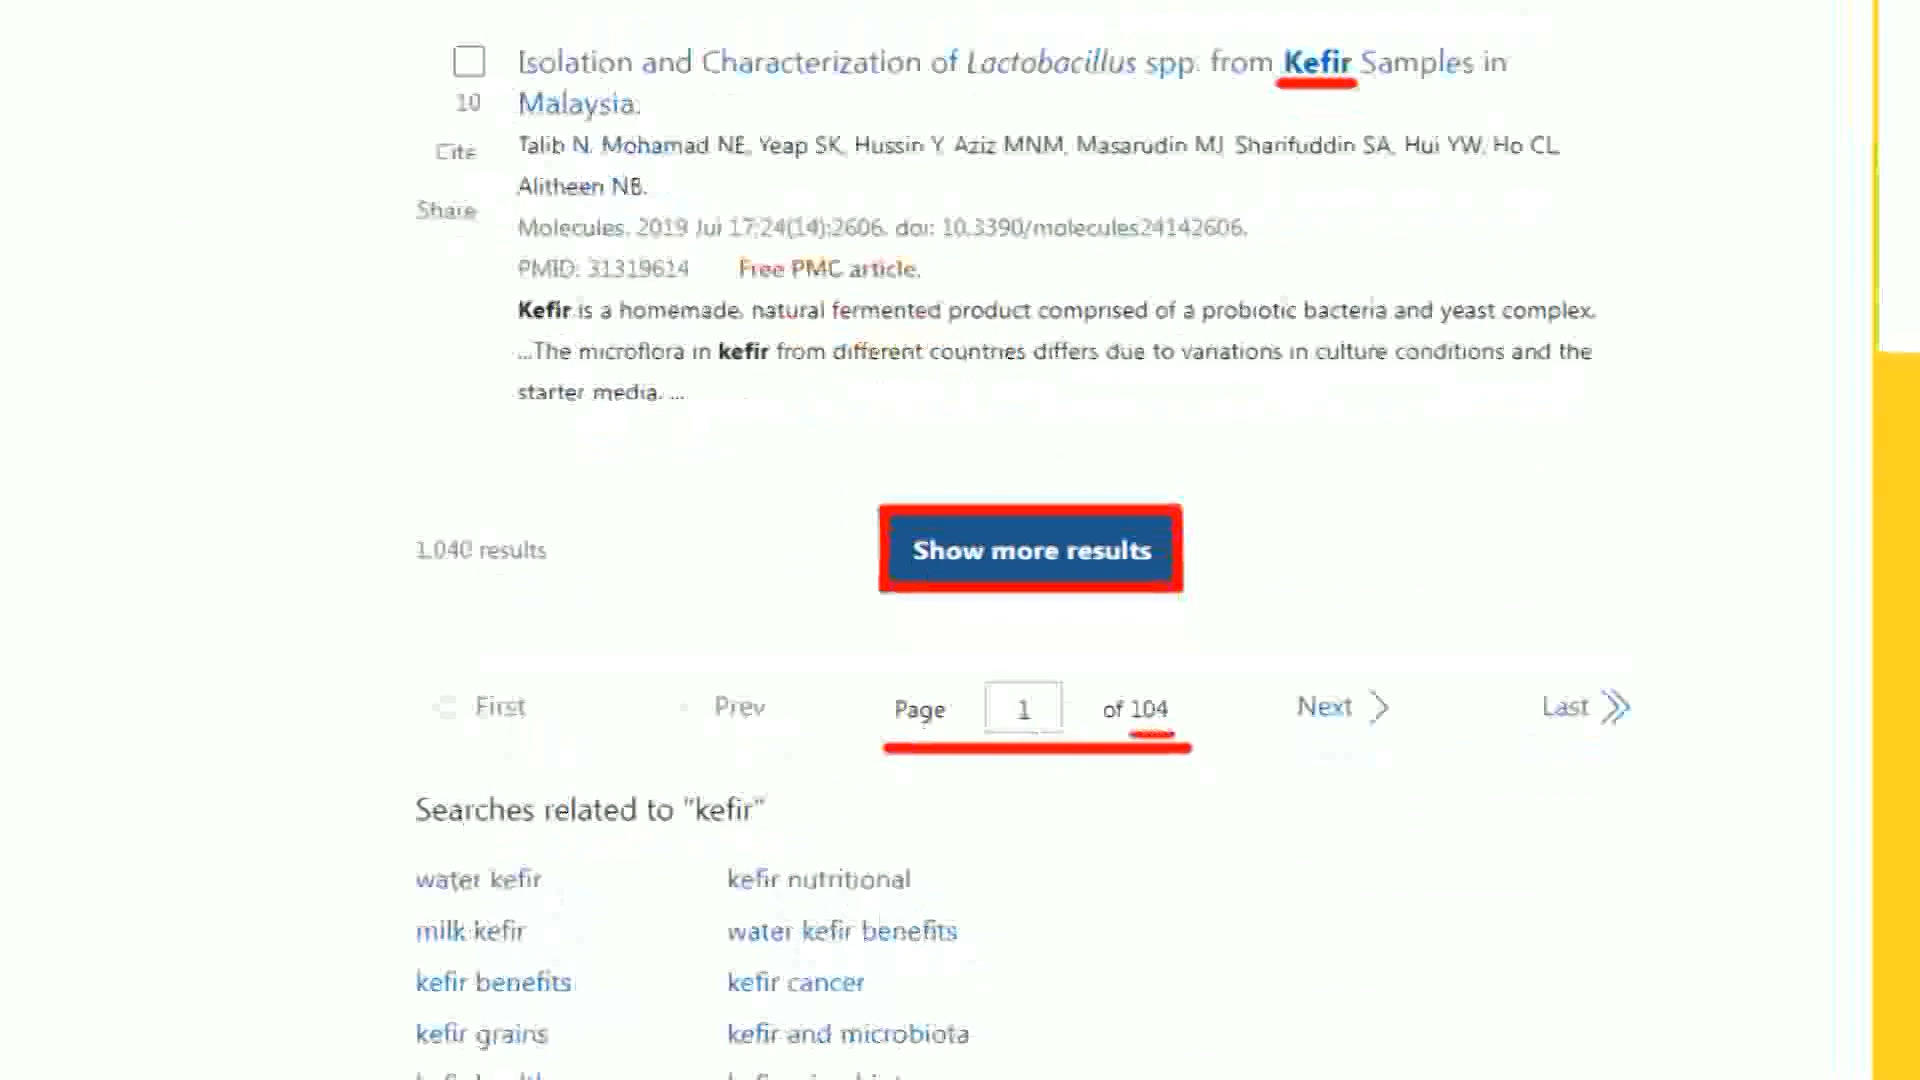 Isolation and Characterization of Lactobacillus spp. from Kefir Samples in
10
Malaysia.
Talib N, Mohamad NE, Yeap SK, Hussin Y, Aziz MNM, Masarudin MJ, Sharifuddin SA, Hui YW, Ho CL,
Cite
Alitheen NB.
Share
Molecules. 2019 Jul 17;24(14):2606. doi: 10.3390/molecules24142606.
PMID: 31319614 Free PMC article.
Kefir is a homemade, natural fermented product comprised of a probiotic bacteria and yeast complex.
...The microflora in kefir from different countries differs due to variations in culture conditions and the
starter media. ...
1,040 results
Show more results
First Prev Page 1 of 104 Next Last
Searches related to "kefir"
water kefir kefir nutritional
milk kefir water kefir benefits
kefir benefits kefir cancer
kefir grains kefir and microbiota